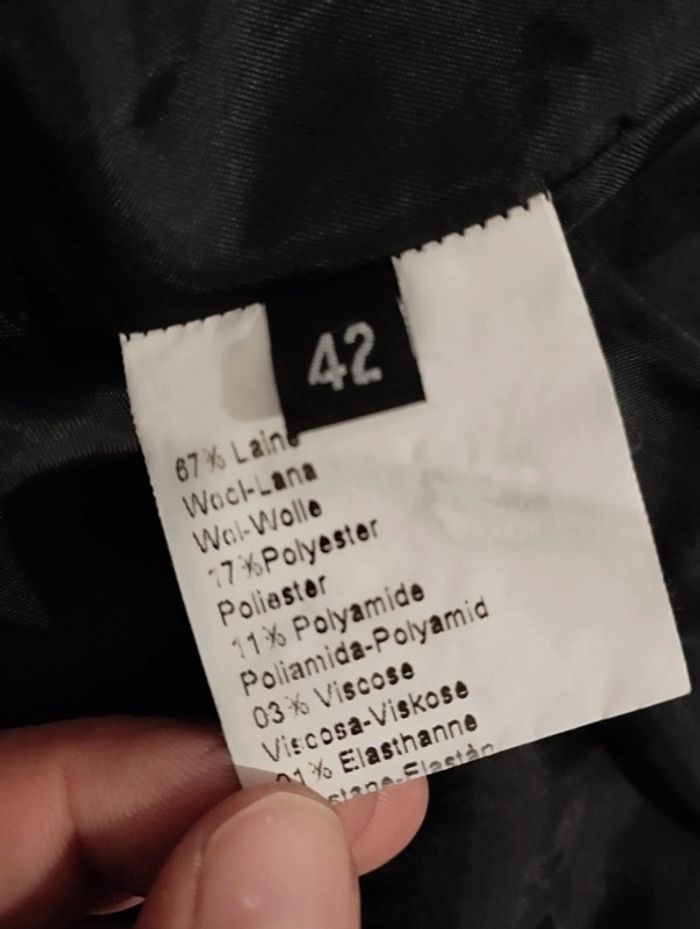 42
67% Laine
Wool-Lana
Wol-Wolle
17%Polyester
Poliester
11% Polyamide
Poliamida-Polyamid
03% Viscose
Viscosa-Viskose
01% Elasthanne